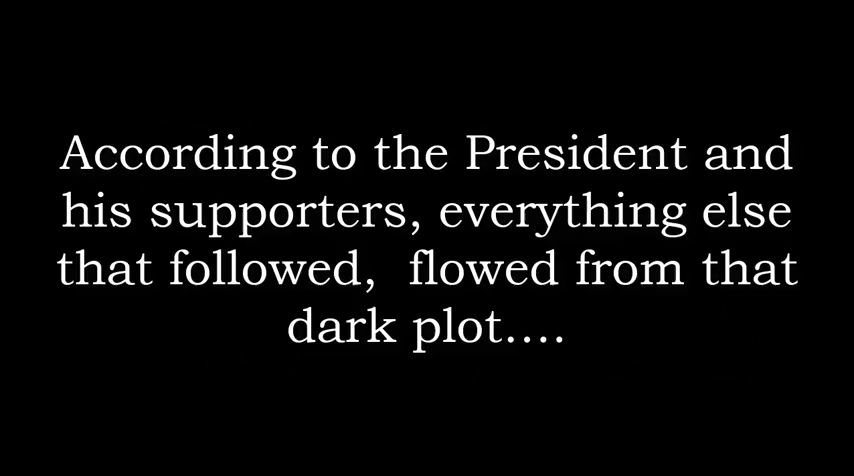 According to the President and
his supporters, everything else
that followed,  flowed from that
dark plot....